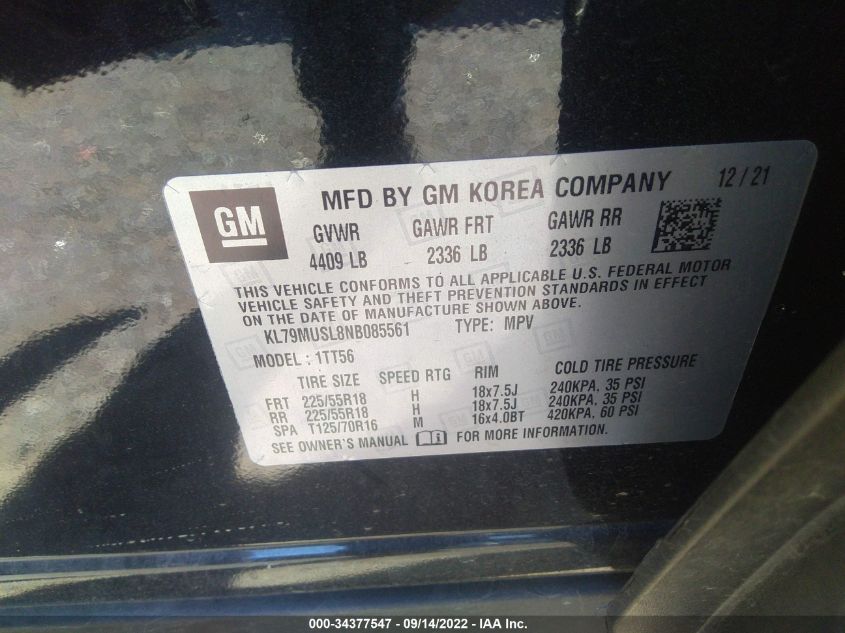 GM
MFD BY GM KOREA COMPANY 12/21
GVWR GAWR FRT GAWR RR
4409 LB 2336 LB 2336 LB
THIS VEHICLE CONFORMS TO ALL APPLICABLE U.S. FEDERAL MOTOR
VEHICLE SAFETY AND THEFT PREVENTION STANDARDS IN EFFECT
ON THE DATE OF MANUFACTURE SHOWN ABOVE.
KL79MUSL8NB085561 TYPE: MPV
MODEL: 1TT56
TIRE SIZE SPEED RTG RIM COLD TIRE PRESSURE
FRT 225/55R18 H 18x7.5J 240KPA, 35 PSI
RR 225/55R18 H 18x7.5J 240KPA, 35 PSI
SPA T125/70R16 M 16x4.0BT 420KPA, 60 PSI
SEE OWNER'S MANUAL FOR MORE INFORMATION.
000-34377547 - 09/14/2022 - IAA Inc.